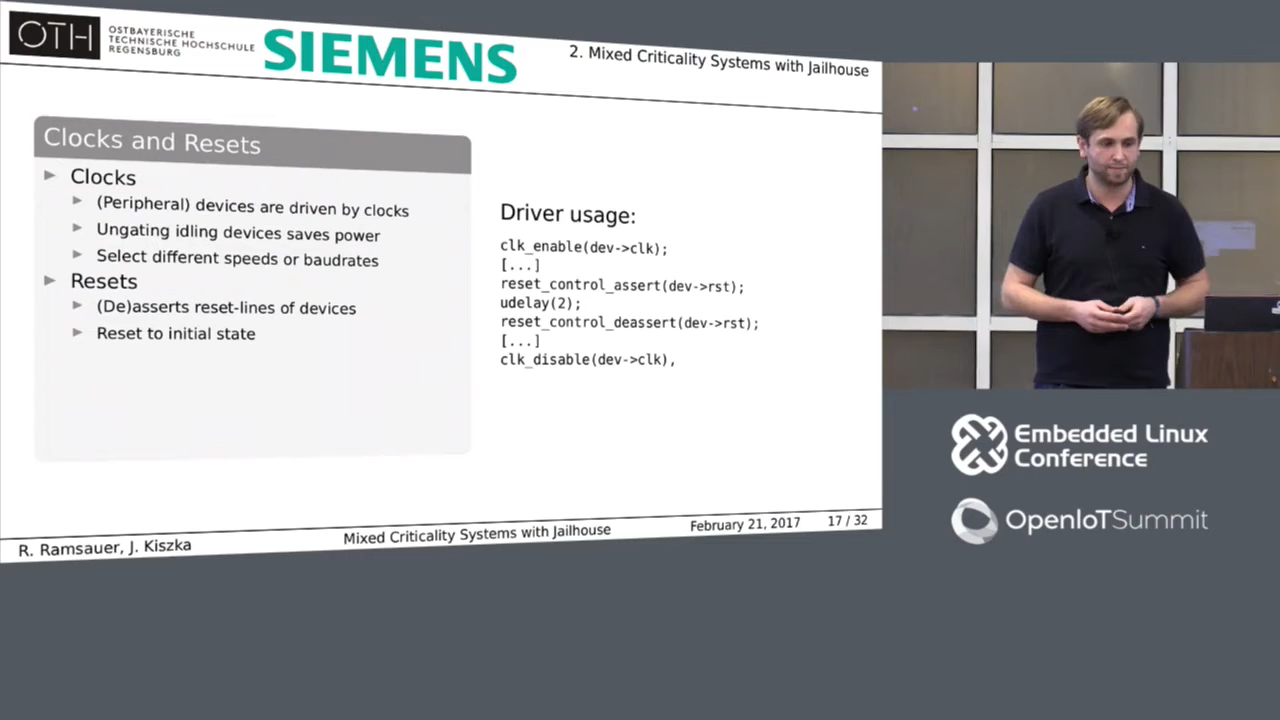 OTH
OSTBAYERISCHE
TECHNISCHE HOCHSCHULE
REGENSBURG
SIEMENS
2. Mixed Criticality Systems with Jailhouse
Clocks and Resets
Clocks
(Peripheral) devices are driven by clocks
Ungating idling devices saves power
Select different speeds or baudrates
Resets
(De)asserts reset-lines of devices
Reset to initial state
Driver usage:
clk_enable(dev->clk);
[...]
reset_control_assert(dev->rst);
udelay(2);
reset_control_deassert(dev->rst);
[...]
clk_disable(dev->clk),
R. Ramsauer, J. Kiszka
Mixed Criticality Systems with Jailhouse
February 21, 2017
17 / 32
Embedded Linux
Conference
OpenIoTSummit